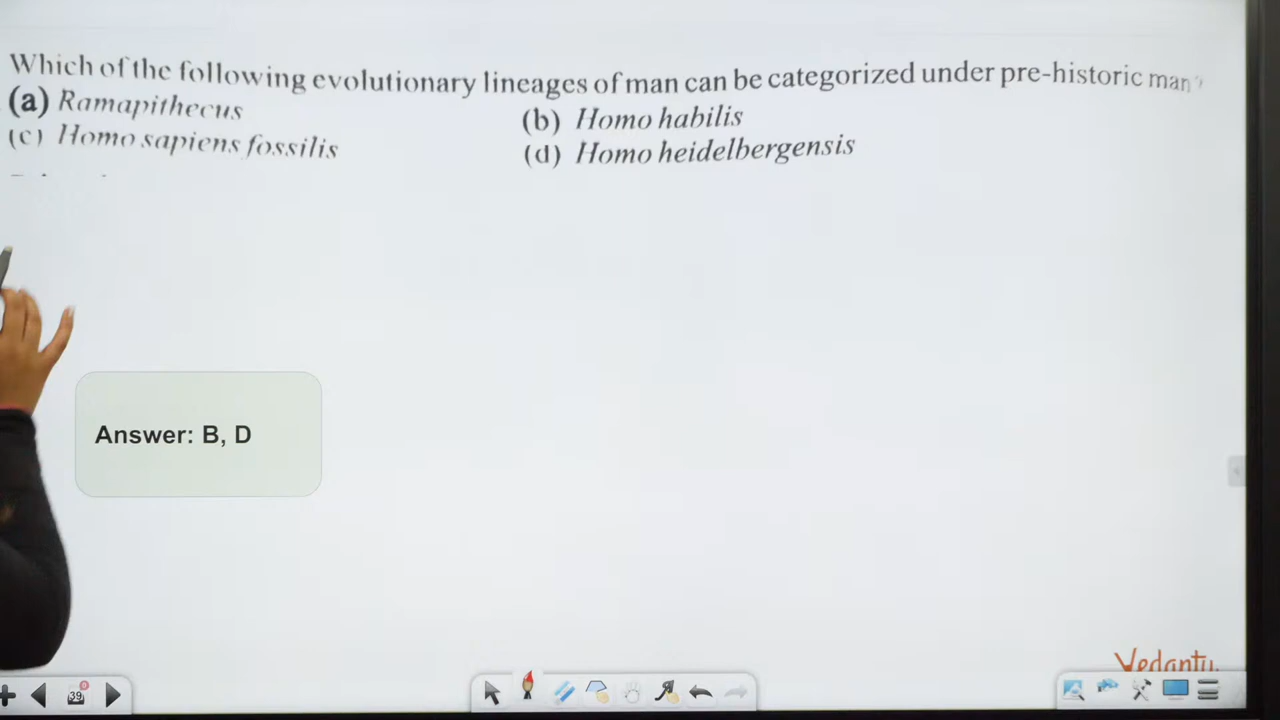 Which of the following evolutionary lineages of man can be categorized under pre-historic man?
(a) Ramapithecus
(b) Homo habilis
(c) Homo sapiens fossilis
(d) Homo heidelbergensis
Answer: B, D
39
Vedantu